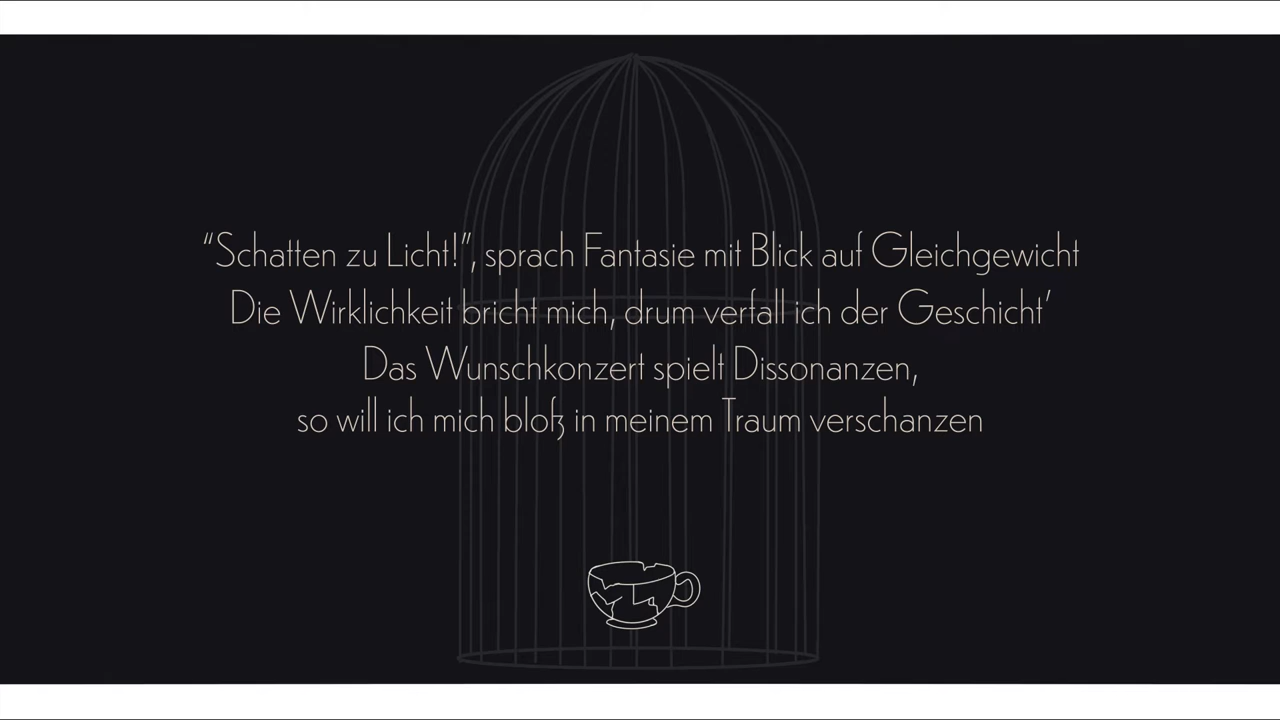 “Schatten zu Licht!”, sprach Fantasie mit Blick auf Gleichgewicht
Die Wirklichkeit bricht mich, drum verfall ich der Geschicht’
Das Wunschkonzert spielt Dissonanzen,
so will ich mich bloß in meinem Traum verschanzen